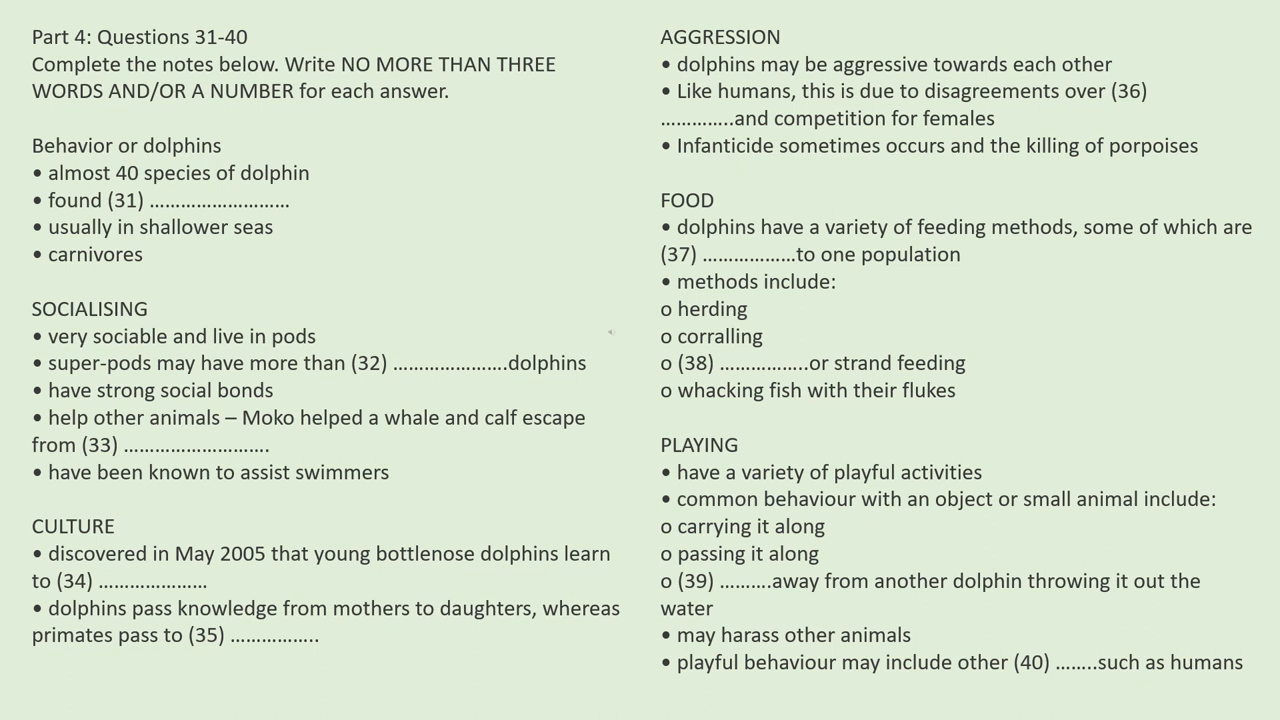 Part 4: Questions 31-40
Complete the notes below. Write NO MORE THAN THREE
WORDS AND/OR A NUMBER for each answer.
Behavior or dolphins
• almost 40 species of dolphin
• found (31) ……………………
• usually in shallower seas
• carnivores
SOCIALISING
• very sociable and live in pods
• super-pods may have more than (32) ………………….dolphins
• have strong social bonds
• help other animals – Moko helped a whale and calf escape
from (33) ……………………….
• have been known to assist swimmers
CULTURE
• discovered in May 2005 that young bottlenose dolphins learn
to (34) …………………
• dolphins pass knowledge from mothers to daughters, whereas
primates pass to (35) ……………..
AGGRESSION
• dolphins may be aggressive towards each other
• Like humans, this is due to disagreements over (36)
…………..and competition for females
• Infanticide sometimes occurs and the killing of porpoises
FOOD
• dolphins have a variety of feeding methods, some of which are
(37) ………………to one population
• methods include:
o herding
o corralling
o (38) ……………..or strand feeding
o whacking fish with their flukes
PLAYING
• have a variety of playful activities
• common behaviour with an object or small animal include:
o carrying it along
o passing it along
o (39) ……….away from another dolphin throwing it out the
water
• may harass other animals
• playful behaviour may include other (40) ……..such as humans